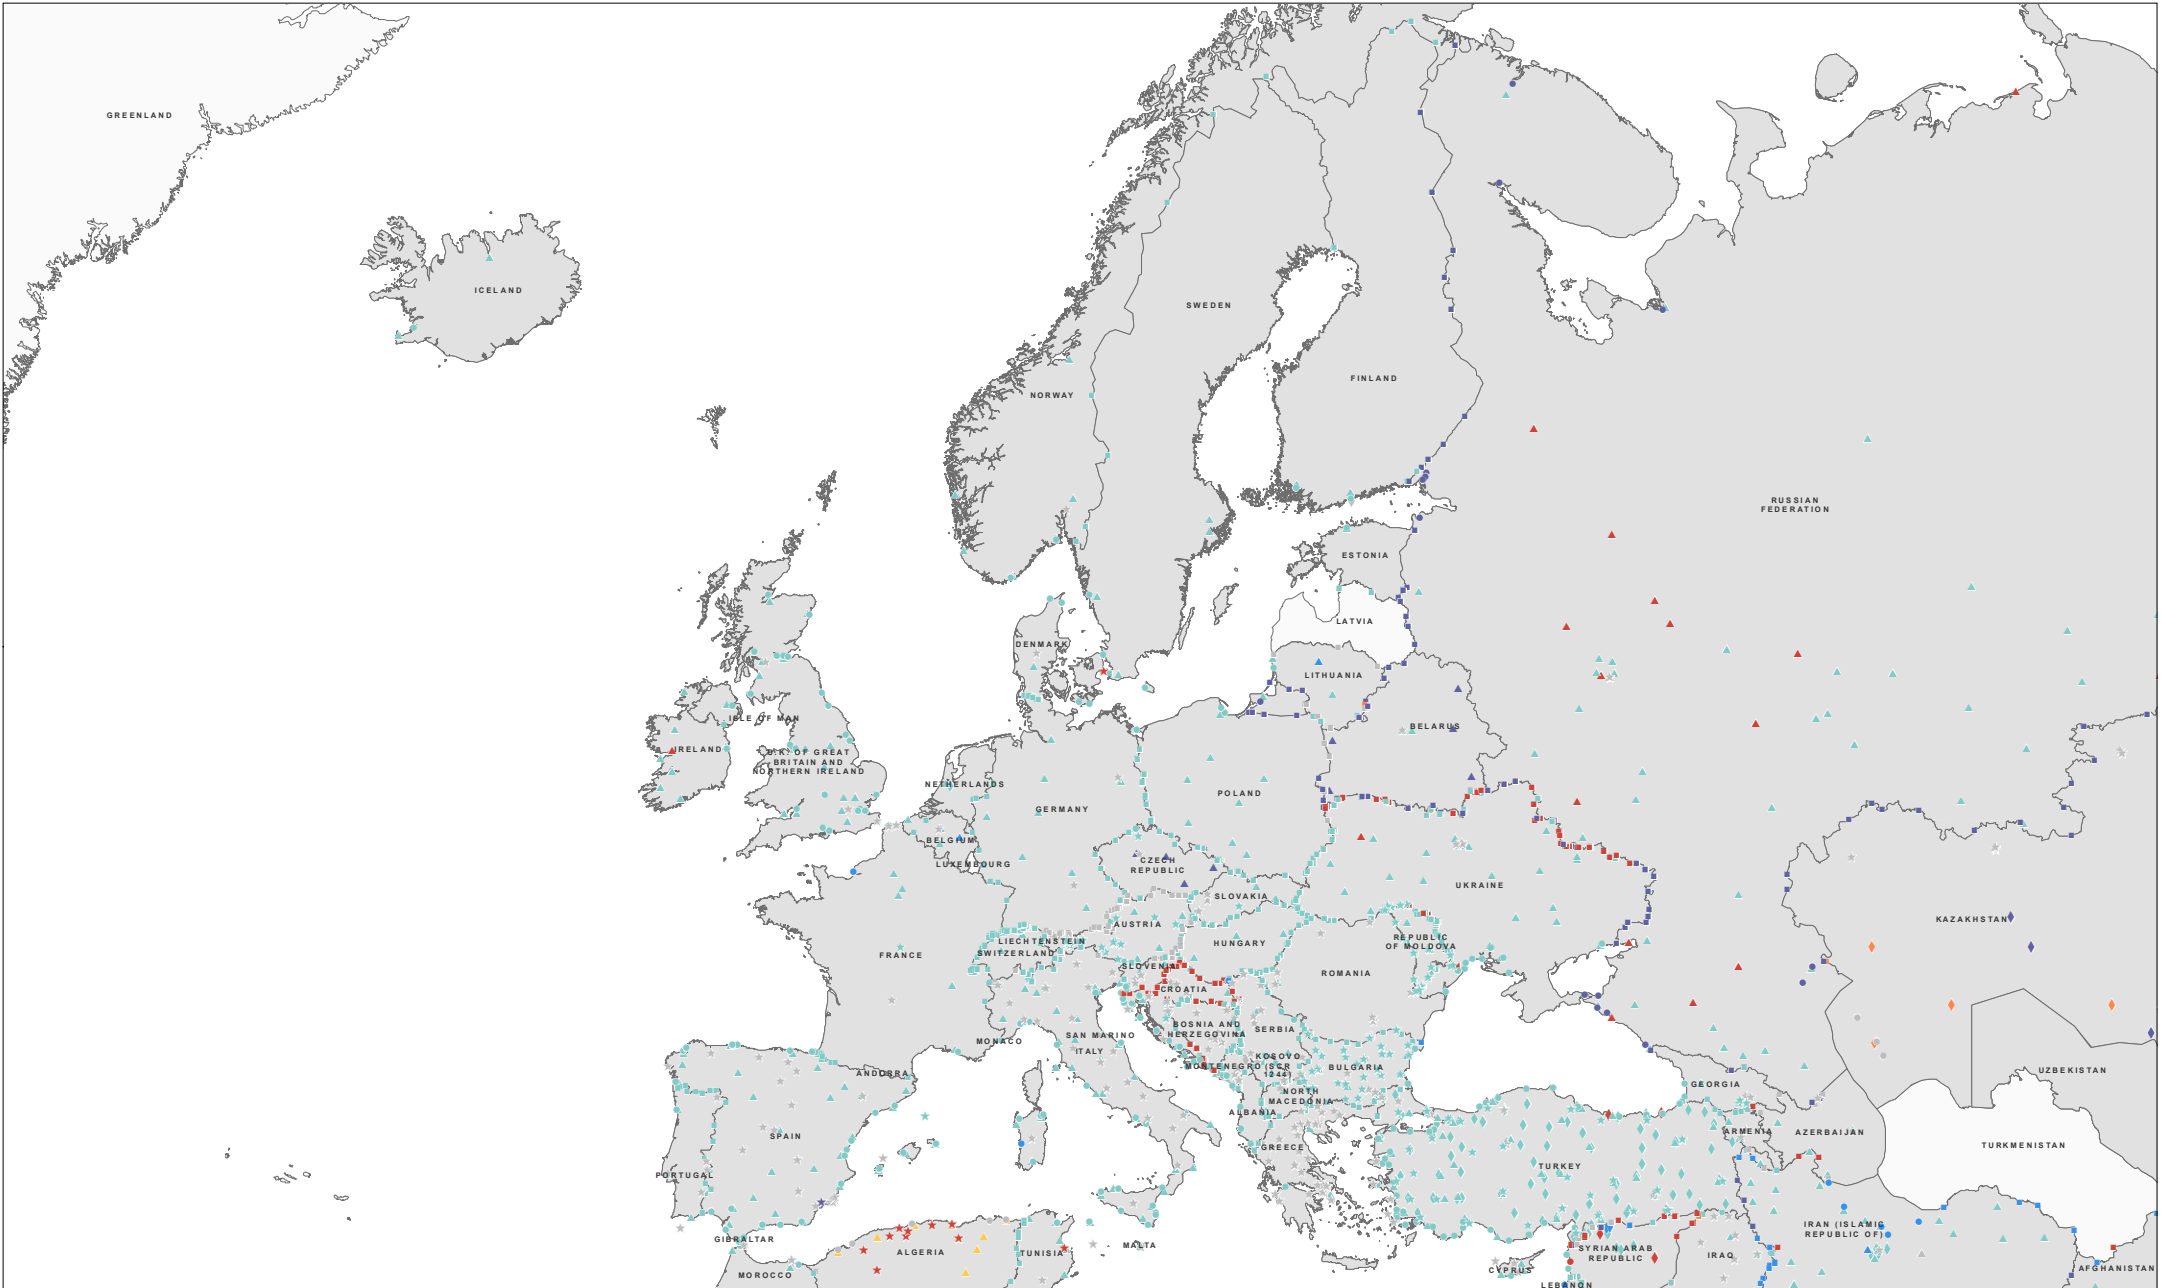 GREENLAND
ICELAND
SWEDEN
FINLAND
NORWAY
RUSSIAN
FEDERATION
ESTONIA
LATVIA
DENMARK
LITHUANIA
ISLE OF MAN
BELARUS
IRELAND
U.K. OF GREAT
BRITAIN AND
NORTHERN IRELAND
NETHERLANDS
POLAND
GERMANY
BELGIUM
LUXEMBOURG
CZECH
REPUBLIC
UKRAINE
SLOVAKIA
KAZAKHSTAN
AUSTRIA
LIECHTENSTEIN
HUNGARY
REPUBLIC
OF MOLDOVA
SWITZERLAND
FRANCE
SLOVENIA
ROMANIA
CROATIA
BOSNIA AND
HERZEGOVINA
SERBIA
SAN MARINO
MONACO
ITALY
KOSOVO
(SCR
1244)
MONTENEGRO
BULGARIA
ANDORRA
UZBEKISTAN
GEORGIA
NORTH
MACEDONIA
ALBANIA
SPAIN
ARMENIA
AZERBAIJAN
TURKMENISTAN
GREECE
PORTUGAL
TURKEY
GIBRALTAR
ALGERIA
TUNISIA
MALTA
SYRIAN ARAB
REPUBLIC
IRAQ
IRAN (ISLAMIC
REPUBLIC OF)
MOROCCO
CYPRUS
LEBANON
AFGHANISTAN